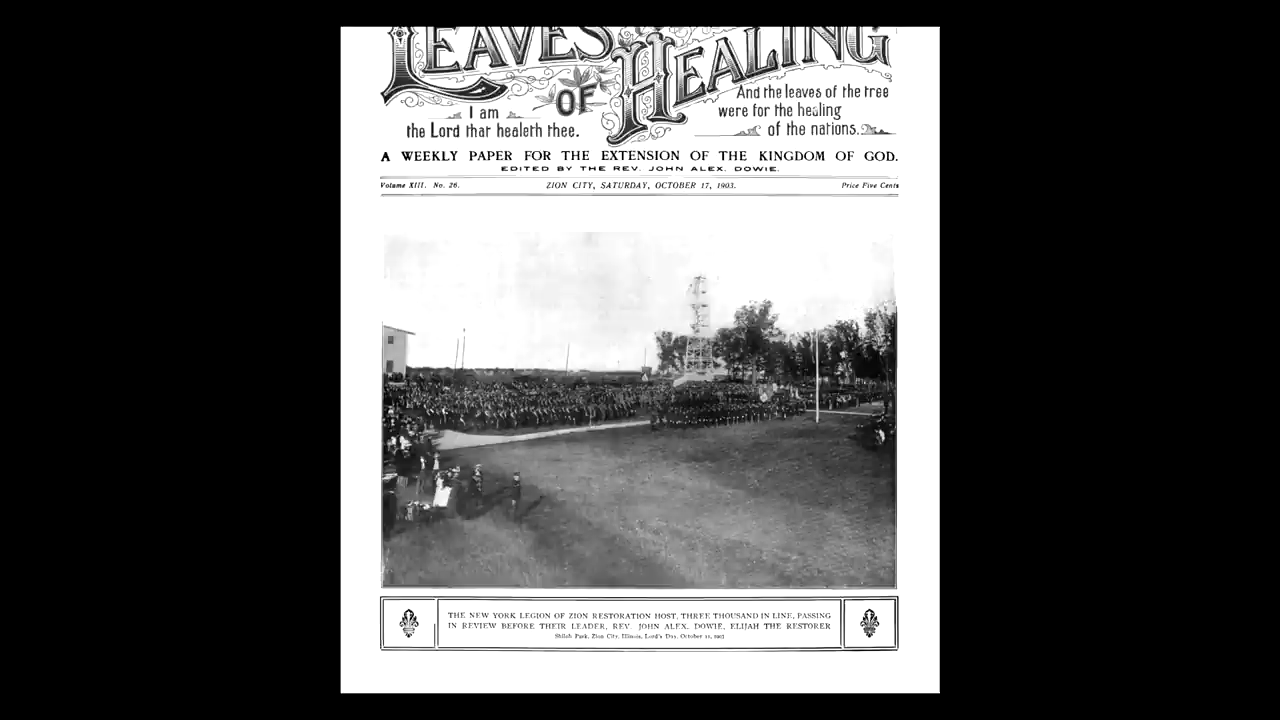 LEAVES
OF HEALING
I am
the Lord that healeth thee.
And the leaves of the tree
were for the healing
of the nations.
A WEEKLY PAPER FOR THE EXTENSION OF THE KINGDOM OF GOD.
EDITED BY THE REV. JOHN ALEX. DOWIE.
Volume XIII. No. 26. ZION CITY, SATURDAY, OCTOBER 17, 1903. Price Five Cents
THE NEW YORK LEGION OF ZION RESTORATION HOST, THREE THOUSAND IN LINE, PASSING
IN REVIEW BEFORE THEIR LEADER, REV. JOHN ALEX. DOWIE, ELIJAH THE RESTORER
Shiloh Park, Zion City, Illinois, Lord's Day, October 11, 1903